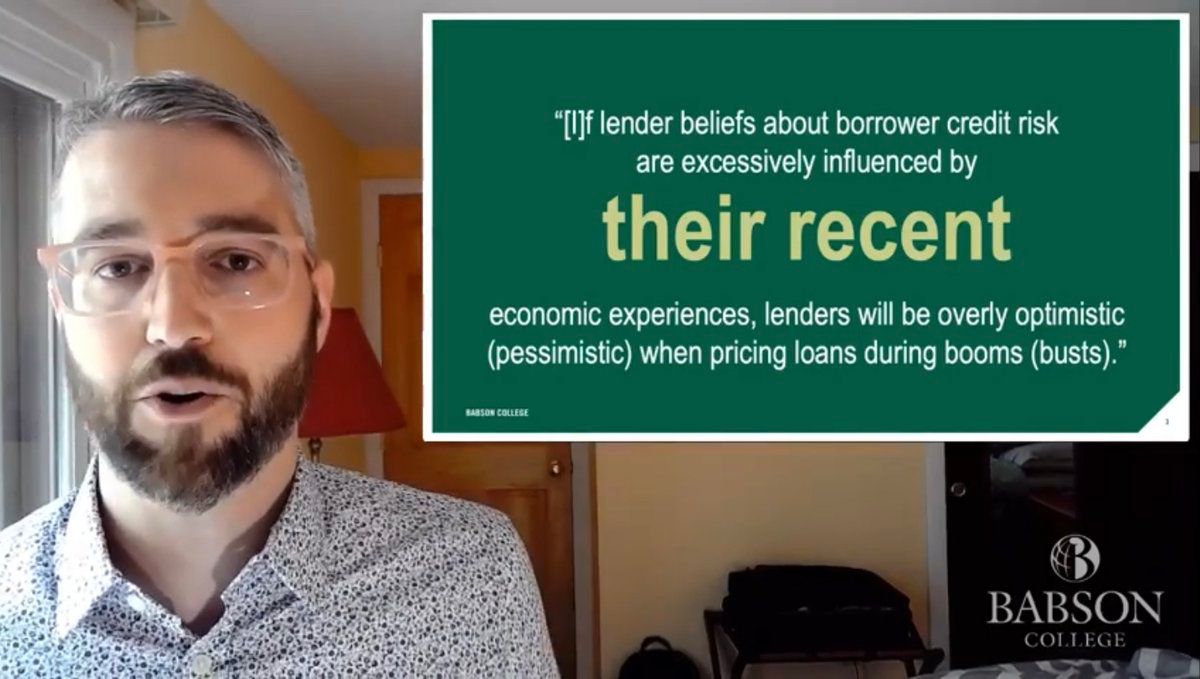 “[I]f lender beliefs about borrower credit risk
are excessively influenced by
their recent
economic experiences, lenders will be overly optimistic
(pessimistic) when pricing loans during booms (busts).”
BABSON COLLEGE
3
B
BABSON
COLLEGE